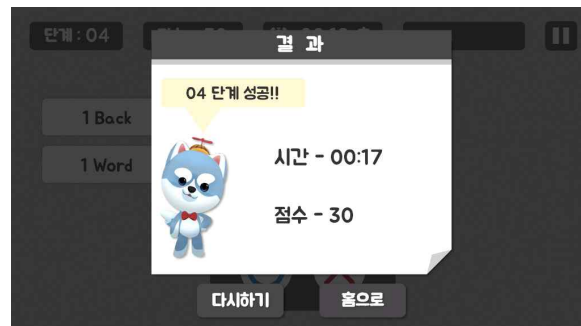 단계 : 04
결 과
04 단계 성공!!
1 Back
시간 - 00:17
1 Word
점수 - 30
다시하기
홈으로